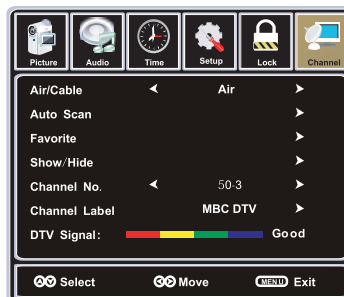 Picture Audio Time Setup Lock Channel
Air/Cable Air
Auto Scan
Favorite
Show/Hide
Channel No. 50-3
Channel Label MBC DTV
DTV Signal: Good
Select Move MENU Exit